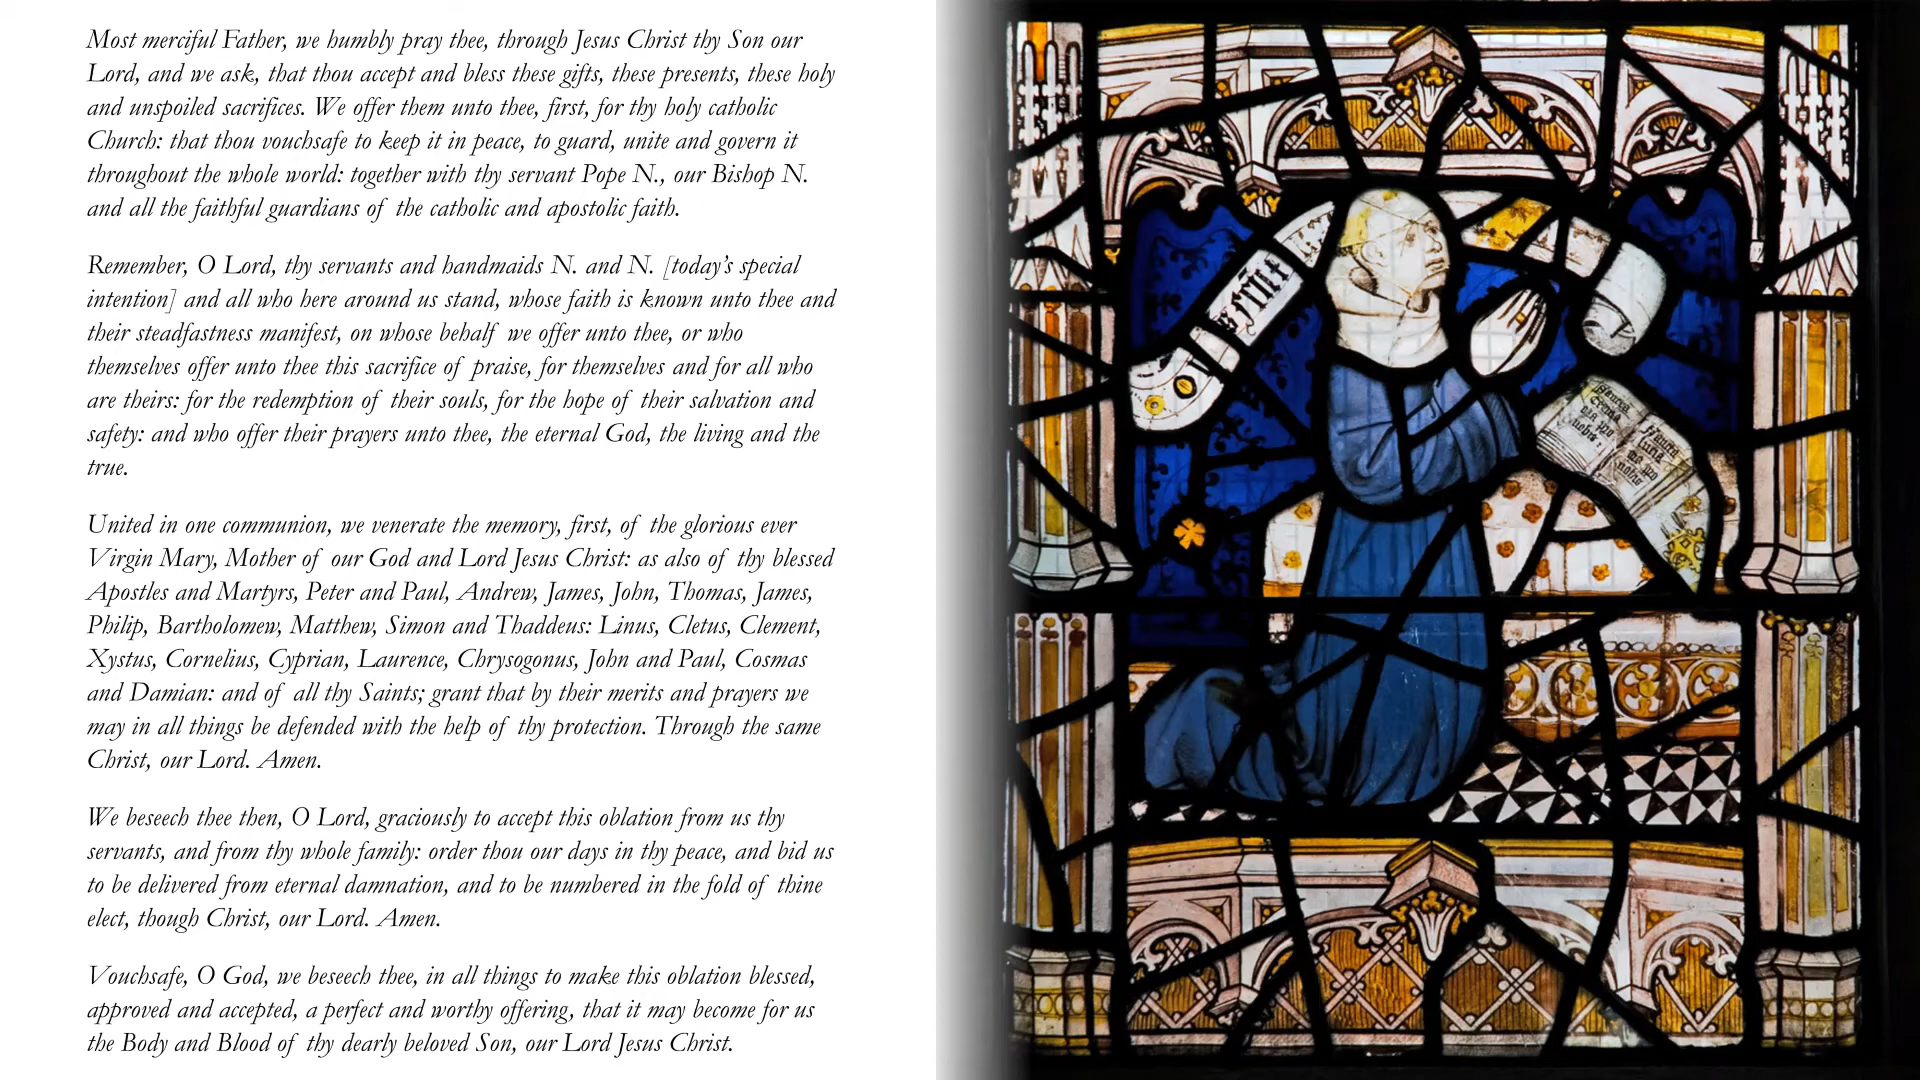 Most merciful Father, we humbly pray thee, through Jesus Christ thy Son our
Lord, and we ask, that thou accept and bless these gifts, these presents, these holy
and unspoiled sacrifices. We offer them unto thee, first, for thy holy catholic
Church: that thou vouchsafe to keep it in peace, to guard, unite and govern it
throughout the whole world: together with thy servant Pope N., our Bishop N.
and all the faithful guardians of the catholic and apostolic faith.
Remember, O Lord, thy servants and handmaids N. and N. [today's special
intention] and all who here around us stand, whose faith is known unto thee and
their steadfastness manifest, on whose behalf we offer unto thee, or who
themselves offer unto thee this sacrifice of praise, for themselves and for all who
are theirs: for the redemption of their souls, for the hope of their salvation and
safety: and who offer their prayers unto thee, the eternal God, the living and the
true.
United in one communion, we venerate the memory, first, of the glorious ever
Virgin Mary, Mother of our God and Lord Jesus Christ: as also of thy blessed
Apostles and Martyrs, Peter and Paul, Andrew, James, John, Thomas, James,
Philip, Bartholomew, Matthew, Simon and Thaddeus: Linus, Cletus, Clement,
Xystus, Cornelius, Cyprian, Laurence, Chrysogonus, John and Paul, Cosmas
and Damian: and of all thy Saints; grant that by their merits and prayers we
may in all things be defended with the help of thy protection. Through the same
Christ, our Lord. Amen.
We beseech thee then, O Lord, graciously to accept this oblation from us thy
servants, and from thy whole family: order thou our days in thy peace, and bid us
to be delivered from eternal damnation, and to be numbered in the fold of thine
elect, though Christ, our Lord. Amen.
Vouchsafe, O God, we beseech thee, in all things to make this oblation blessed,
approved and accepted, a perfect and worthy offering, that it may become for us
the Body and Blood of thy dearly beloved Son, our Lord Jesus Christ.